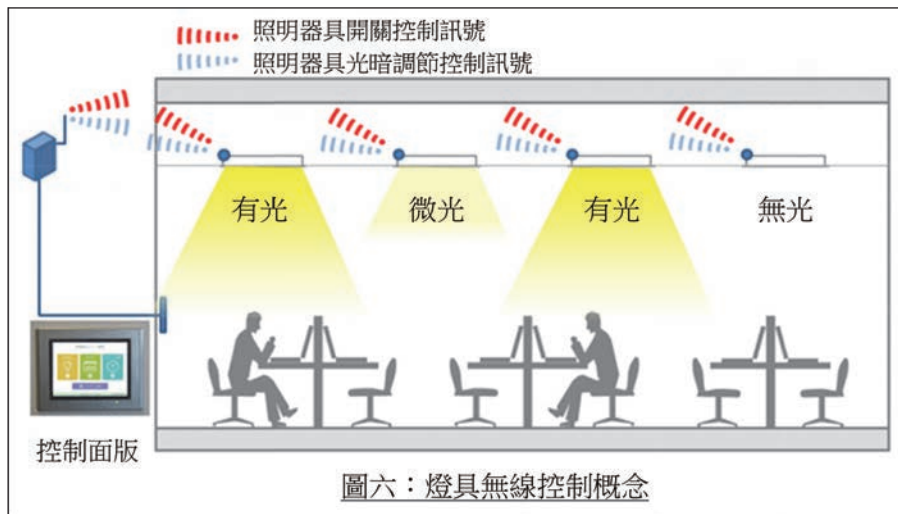 照明器具開關控制訊號
照明器具光暗調節控制訊號
有光
微光
有光
無光
控制面版
圖六：燈具無線控制概念